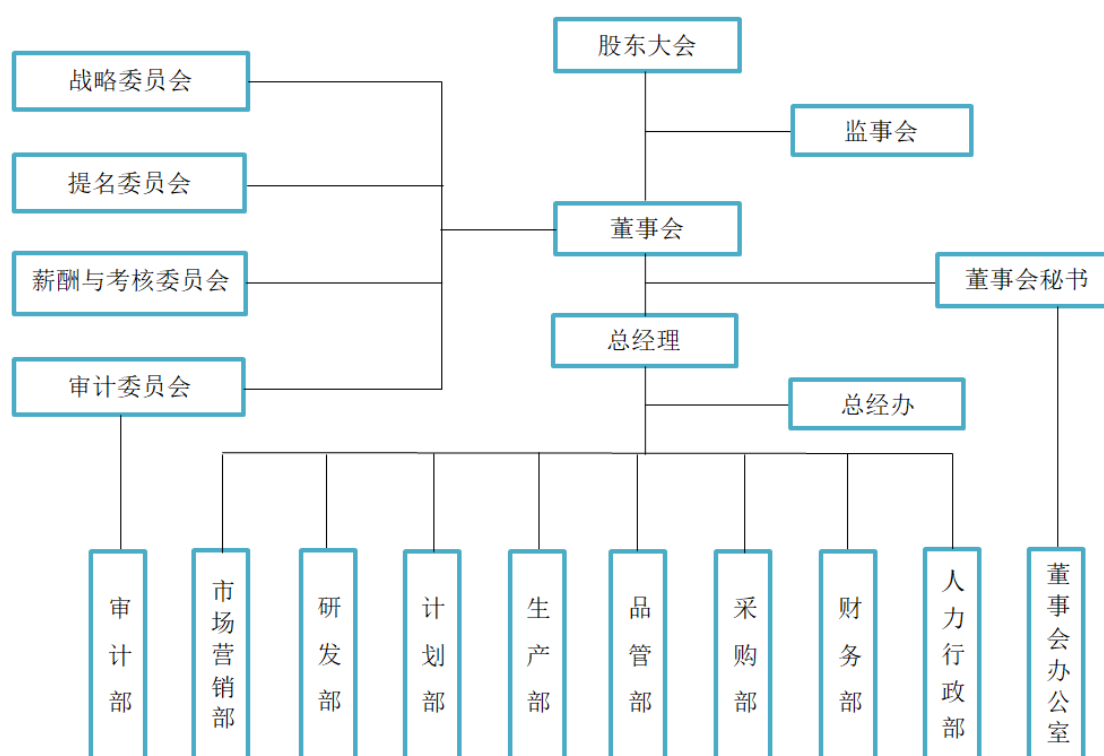 股东大会
战略委员会
监事会
提名委员会
董事会
薪酬与考核委员会
董事会秘书
总经理
审计委员会
总经办
审计部
市场营销部
研发部
计划部
生产部
品管部
采购部
财务部
人力行政部
董事会办公室